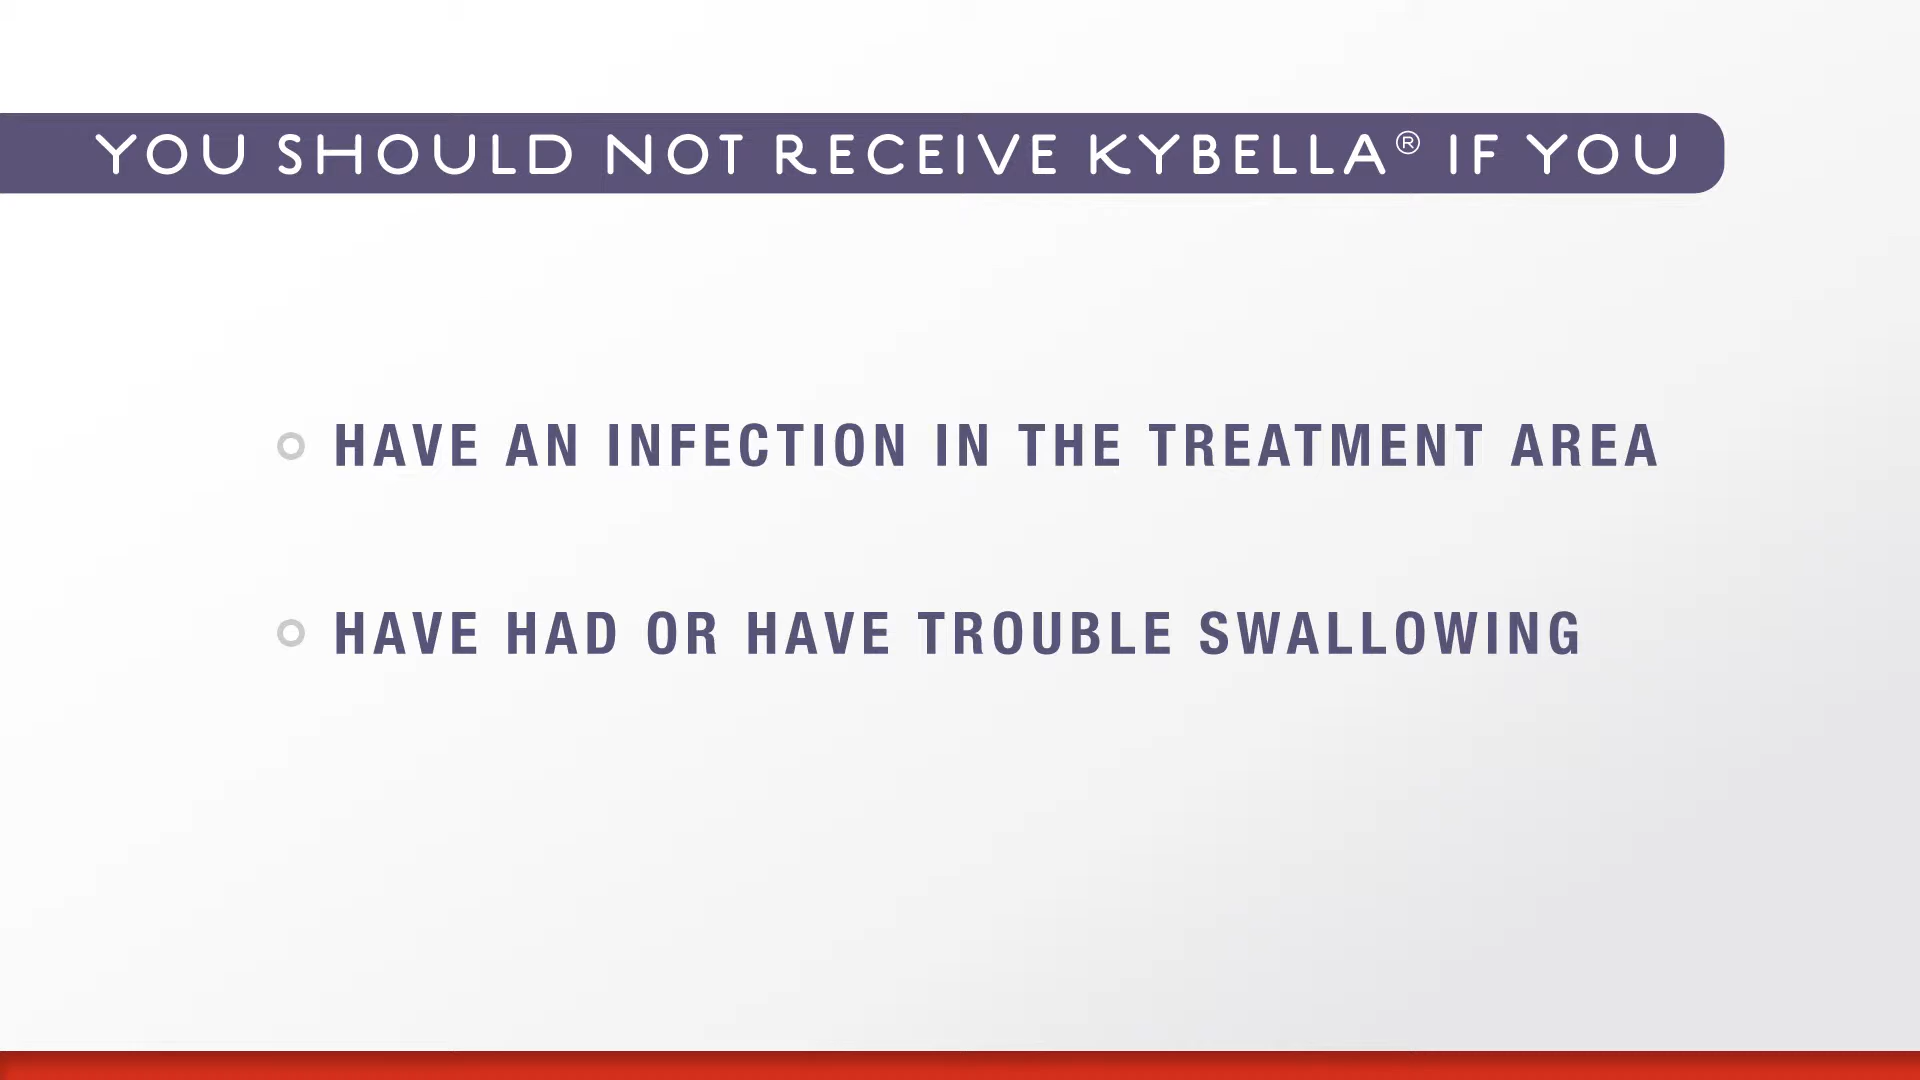 YOU SHOULD NOT RECEIVE KYBELLA® IF YOU
HAVE AN INFECTION IN THE TREATMENT AREA
HAVE HAD OR HAVE TROUBLE SWALLOWING